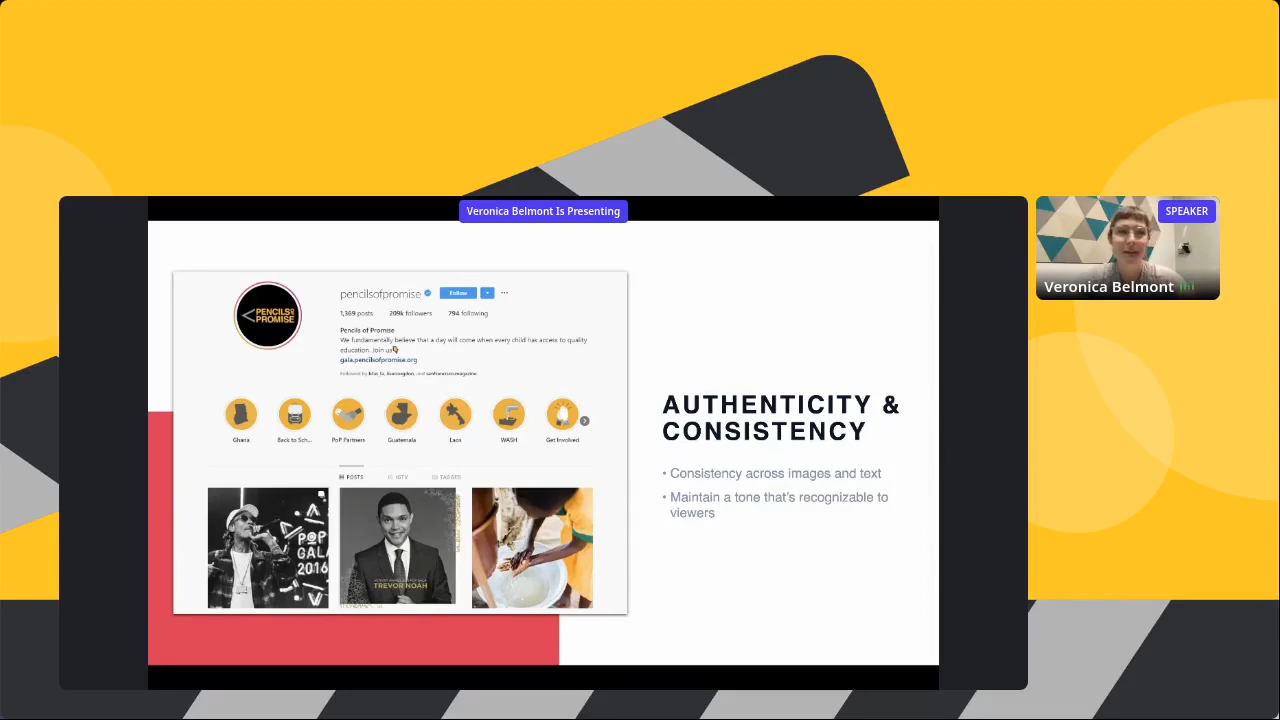 Veronica Belmont Is Presenting
SPEAKER
Veronica Belmont
PENCILS OF
PROMISE
pencilsofpromise
Follow
1,369 posts 209k followers 794 following
Pencils of Promise
We fundamentally believe that a day will come when every child has access to quality
education. Join us
gala.pencilsofpromise.org
Ghana Back to Sch... PoP Partners Guatemala Laos WASH Get Involved
POSTS IGTV TAGGED
POP
GALA
2016
TREVOR NOAH
AUTHENTICITY &
CONSISTENCY
• Consistency across images and text
• Maintain a tone that's recognizable to
viewers